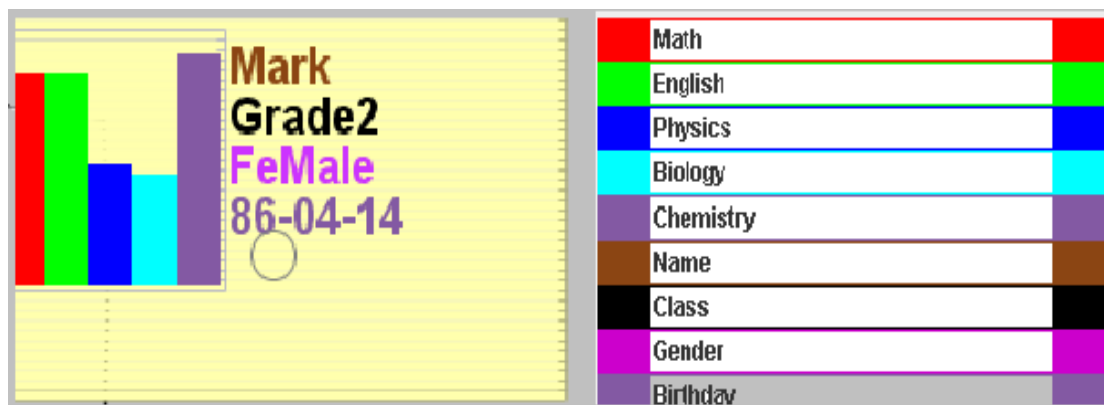 Mark
Grade2
FeMale
86-04-14
Math
English
Physics
Biology
Chemistry
Name
Class
Gender
Birthday